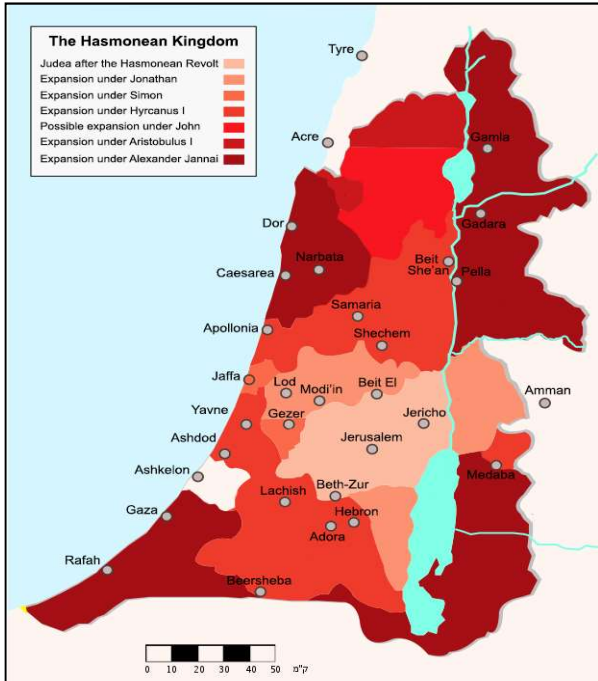 The Hasmonean Kingdom
Judea after the Hasmonean Revolt
Expansion under Jonathan
Expansion under Simon
Expansion under Hyrcanus I
Possible expansion under John
Expansion under Aristobulus I
Expansion under Alexander Jannai
Tyre
Acre
Gamla
Dor
Gadara
Narbata
Caesarea
Beit
She'an
Pella
Samaria
Apollonia
Shechem
Jaffa
Lod
Modi'in
Beit El
Amman
Yavne
Gezer
Jericho
Jerusalem
Ashdod
Ashkelon
Medaba
Lachish
Beth-Zur
Gaza
Hebron
Adora
Rafah
Beersheba
0 10 20 30 40 50 ק"מ